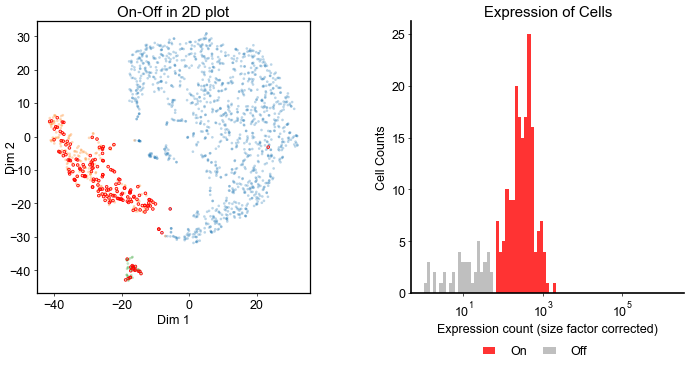 On-Off in 2D plot
30
20
10
0
−10
−20
−30
−40
Dim 2
−40 −20 0 20
Dim 1
Expression of Cells
25
20
15
10
5
0
Cell Counts
10^1 10^3 10^5
Expression count (size factor corrected)
On Off